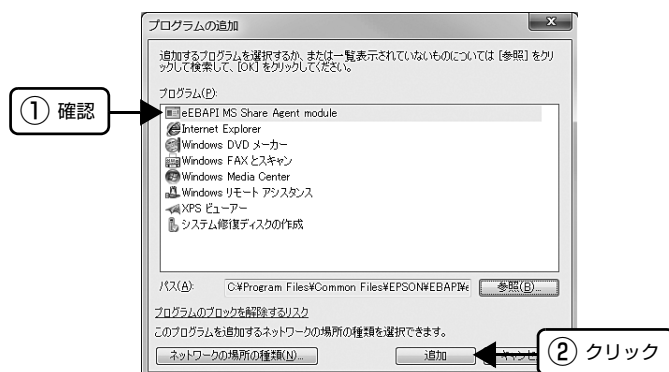 プログラムの追加
追加するプログラムを選択するか、または一覧表示されていないものについては [参照] をクリ
ックして検索して、[OK] をクリックしてください。
プログラム(P):
① 確認
eEBAPI MS Share Agent module
Internet Explorer
Windows DVD メーカー
Windows FAX とスキャン
Windows Media Center
Windows リモート アシスタンス
XPS ビューアー
システム修復ディスクの作成
パス(A):
C:¥Program Files¥Common Files¥EPSON¥EBAPI¥e
参照(B)...
プログラムのブロックを解除するリスク
このプログラムを追加するネットワークの場所の種類を選択できます。
ネットワークの場所の種類(N)...
追加
② クリック